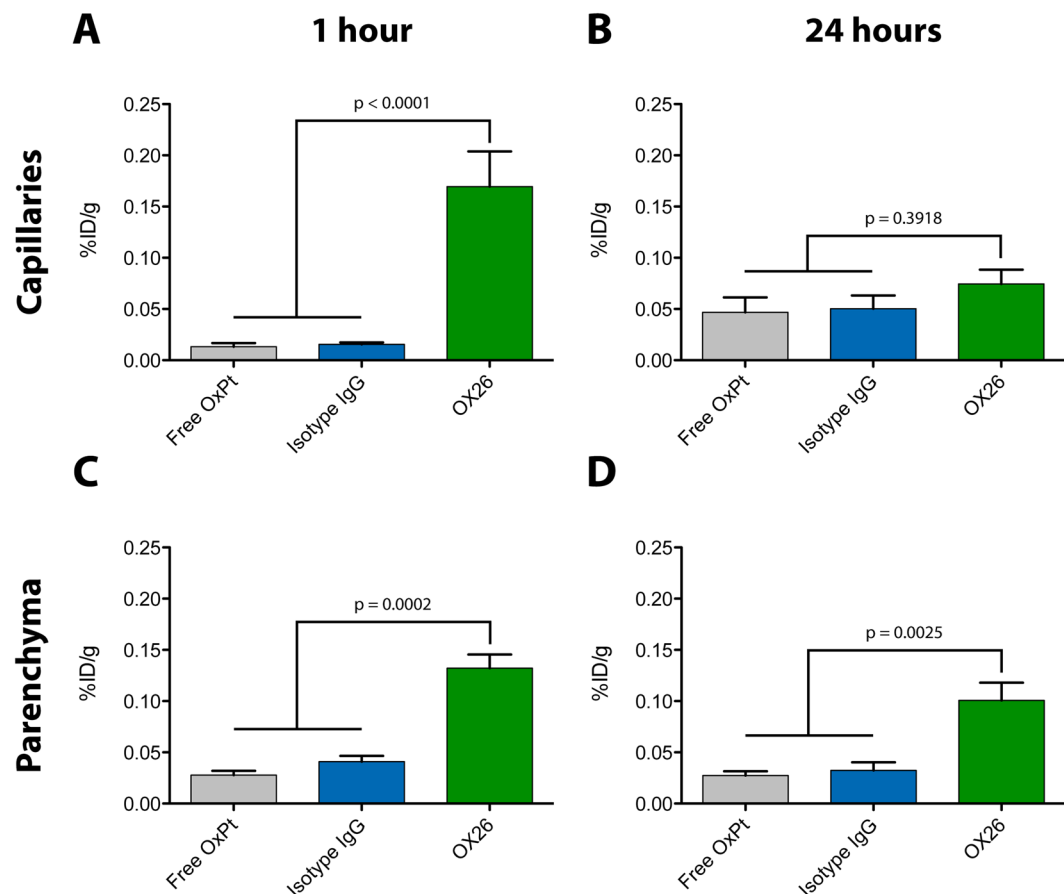 A
1 hour
B
24 hours
Capillaries
%ID/g
0.25
0.20
0.15
0.10
0.05
0.00
p < 0.0001
Free OxPt
Isotype IgG
OX26
%ID/g
0.25
0.20
0.15
0.10
0.05
0.00
p = 0.3918
Free OxPt
Isotype IgG
OX26
C
D
Parenchyma
%ID/g
0.25
0.20
0.15
0.10
0.05
0.00
p = 0.0002
Free OxPt
Isotype IgG
OX26
%ID/g
0.25
0.20
0.15
0.10
0.05
0.00
p = 0.0025
Free OxPt
Isotype IgG
OX26